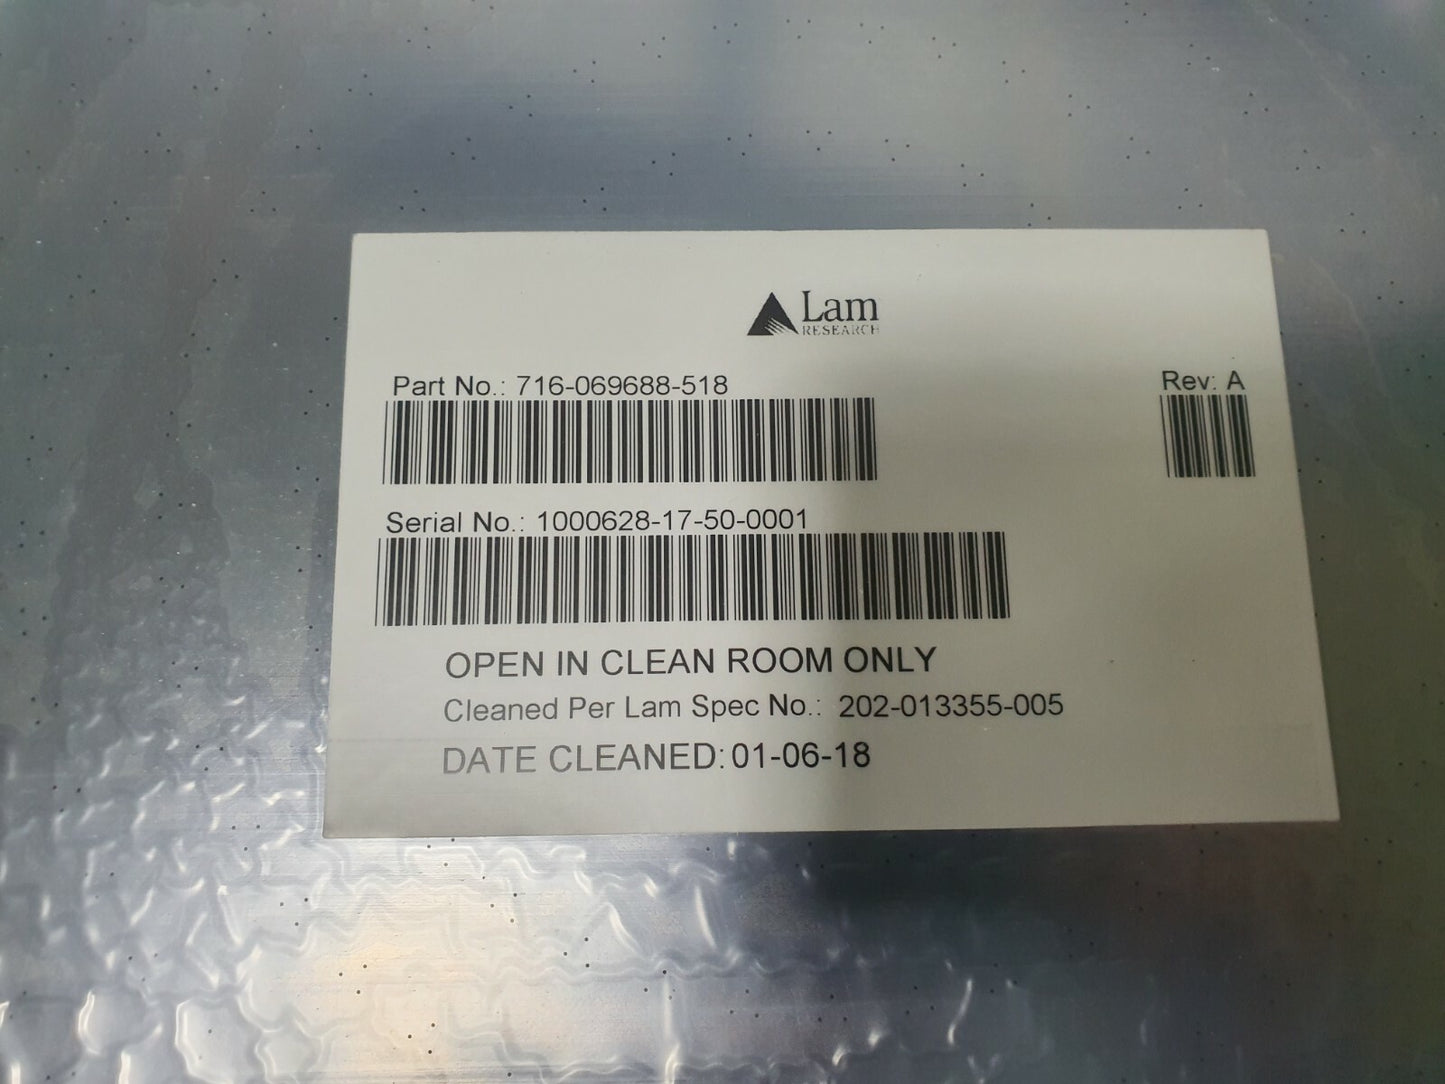 Lam
RESEARCH
Part No.: 716-069688-518
Rev: A
Serial No.: 1000628-17-50-0001
OPEN IN CLEAN ROOM ONLY
Cleaned Per Lam Spec No.: 202-013355-005
DATE CLEANED: 01-06-18